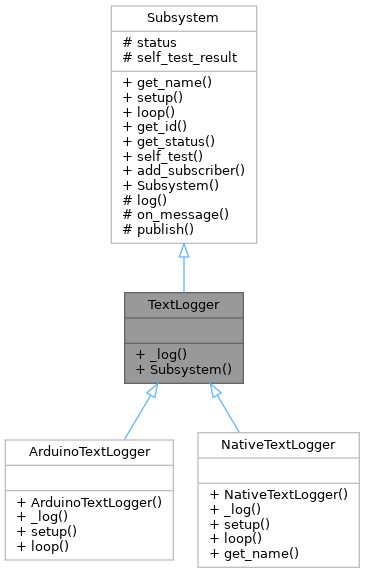 Subsystem
# status
# self_test_result
+ get_name()
+ setup()
+ loop()
+ get_id()
+ get_status()
+ self_test()
+ add_subscriber()
+ Subsystem()
# log()
# on_message()
# publish()
TextLogger
+ _log()
+ Subsystem()
ArduinoTextLogger
+ ArduinoTextLogger()
+ _log()
+ setup()
+ loop()
NativeTextLogger
+ NativeTextLogger()
+ _log()
+ setup()
+ loop()
+ get_name()